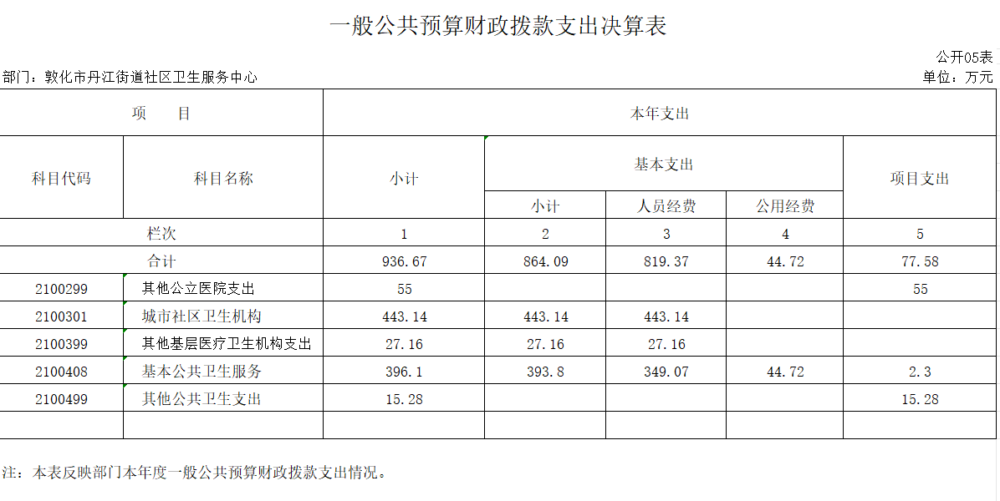 一般公共预算财政拨款支出决算表
公开05表
部门：敦化市丹江街道社区卫生服务中心 单位：万元
项 目 本年支出
科目代码 科目名称 小计 基本支出 项目支出
小计 人员经费 公用经费
栏次 1 2 3 4 5
合计 936.67 864.09 819.37 44.72 77.58
2100299 其他公立医院支出 55 55
2100301 城市社区卫生机构 443.14 443.14 443.14
2100399 其他基层医疗卫生机构支出 27.16 27.16 27.16
2100408 基本公共卫生服务 396.1 393.8 349.07 44.72 2.3
2100499 其他公共卫生支出 15.28 15.28
注：本表反映部门本年度一般公共预算财政拨款支出情况。